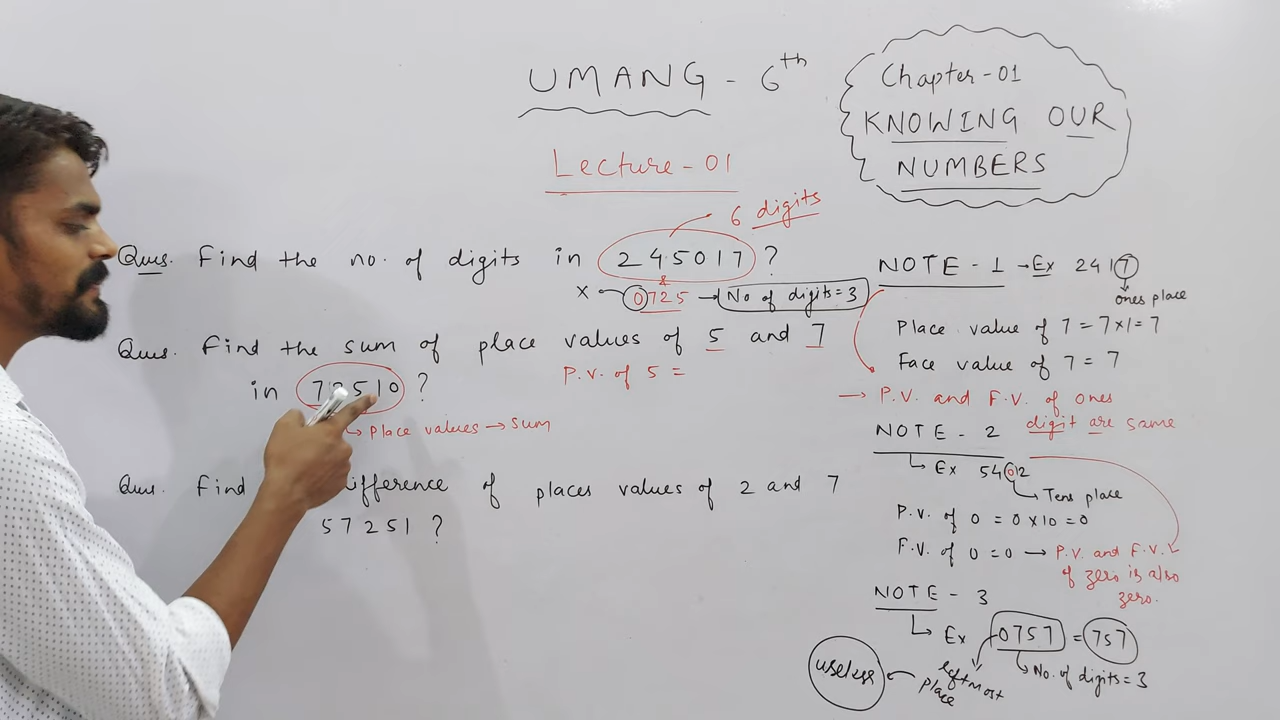 UMANG - 6th
Chapter-01
KNOWING OUR
NUMBERS
Lecture-01
6 digits
Ques. Find the no. of digits in 245017 ?
x 0725 → No of digits=3
Ques. Find the sum of place values of 5 and 7
in 7 510 ?
P.V. of 5 =
Place values → Sum
Ques. Find difference of places values of 2 and 7
57251 ?
NOTE - 1 → Ex 2417
ones place
Place value of 7 = 7×1= 7
Face value of 7 = 7
→ P.V. and F.V. of ones
digit are same
NOTE - 2
Ex 54012
Tens place
P.V. of 0 = 0×10=0
F.V. of 0=0 → P.V. and F.V.
of zero is also
zero.
NOTE - 3
Ex 0757 = 757
No. of digits=3
leftmost
place
useless